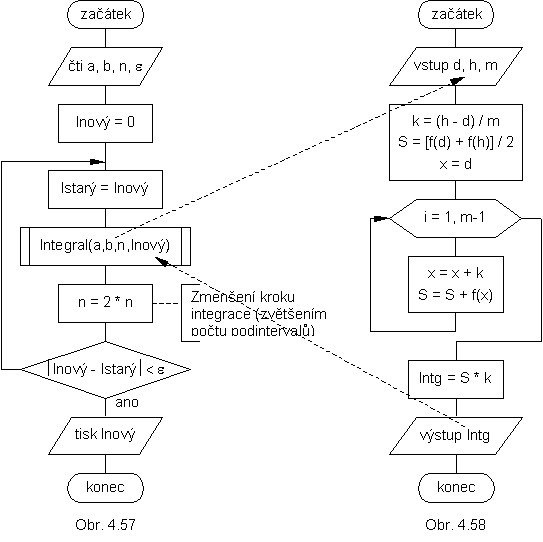 začátek
čti a, b, n, ε
Inový = 0
Istarý = Inový
Integral(a,b,n,Inový)
n = 2 * n
Zmenšení kroku
integrace (zvětšením
počtu podintervalů)
|Inový - Istarý| < ε
ano
tisk Inový
konec
Obr. 4.57
začátek
vstup d, h, m
k = (h - d) / m
S = [f(d) + f(h)] / 2
x = d
i = 1, m-1
x = x + k
S = S + f(x)
Intg = S * k
výstup Intg
konec
Obr. 4.58